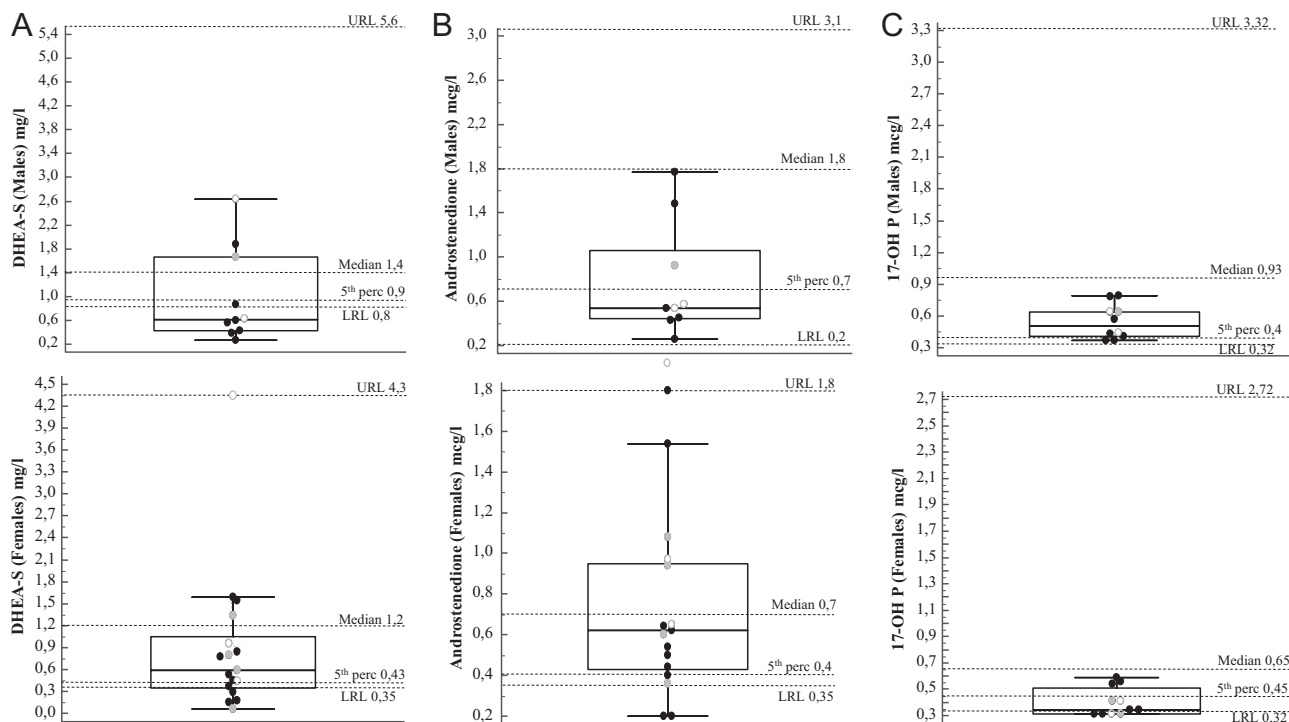 A
DHEA-S (Males) mg/l
5,4
5,0
4,6
4,2
3,8
3,4
3,0
2,6
2,2
1,8
1,4
1,0
0,6
0,2
URL 5,6
Median 1,4
5th perc 0,9
LRL 0,8
B
Androstenedione (Males) mcg/l
3,0
2,6
2,2
1,8
1,4
1,0
0,6
0,2
URL 3,1
Median 1,8
5th perc 0,7
LRL 0,2
C
17-OH P (Males) mcg/l
3,3
3,0
2,7
2,4
2,1
1,8
1,5
1,2
0,9
0,6
0,3
URL 3,32
Median 0,93
5th perc 0,4
LRL 0,32
DHEA-S (Females) mg/l
4,5
4,2
3,9
3,6
3,3
3,0
2,7
2,4
2,1
1,8
1,5
1,2
0,9
0,6
0,3
0,0
URL 4,3
Median 1,2
5th perc 0,43
LRL 0,35
Androstenedione (Females) mcg/l
1,8
1,6
1,4
1,2
1,0
0,8
0,6
0,4
0,2
URL 1,8
Median 0,7
5th perc 0,4
LRL 0,35
17-OH P (Females) mcg/l
2,7
2,5
2,3
2,1
1,9
1,7
1,5
1,3
1,1
0,9
0,7
0,5
0,3
URL 2,72
Median 0,65
5th perc 0,45
LRL 0,32